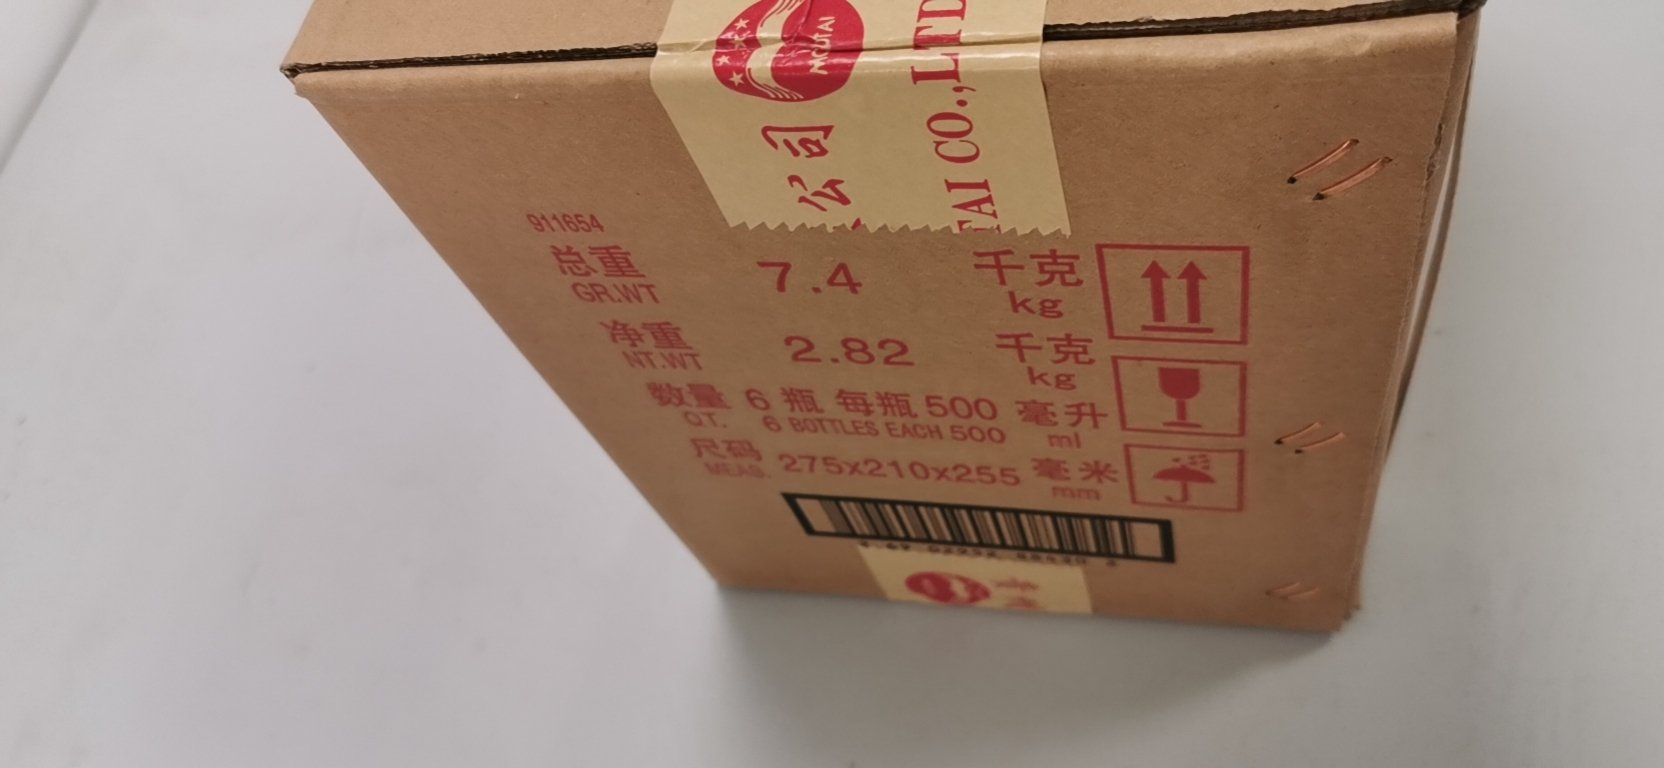 MOUTAI
公司
TAI CO.,LTD
911654
总重 7.4 千克
GR.WT kg
净重 2.82 千克
NT.WT kg
数量 6 瓶 每瓶 500 毫升
QT. 6 BOTTLES EACH 500 ml
尺码 275x210x255 毫米
MEAS. mm